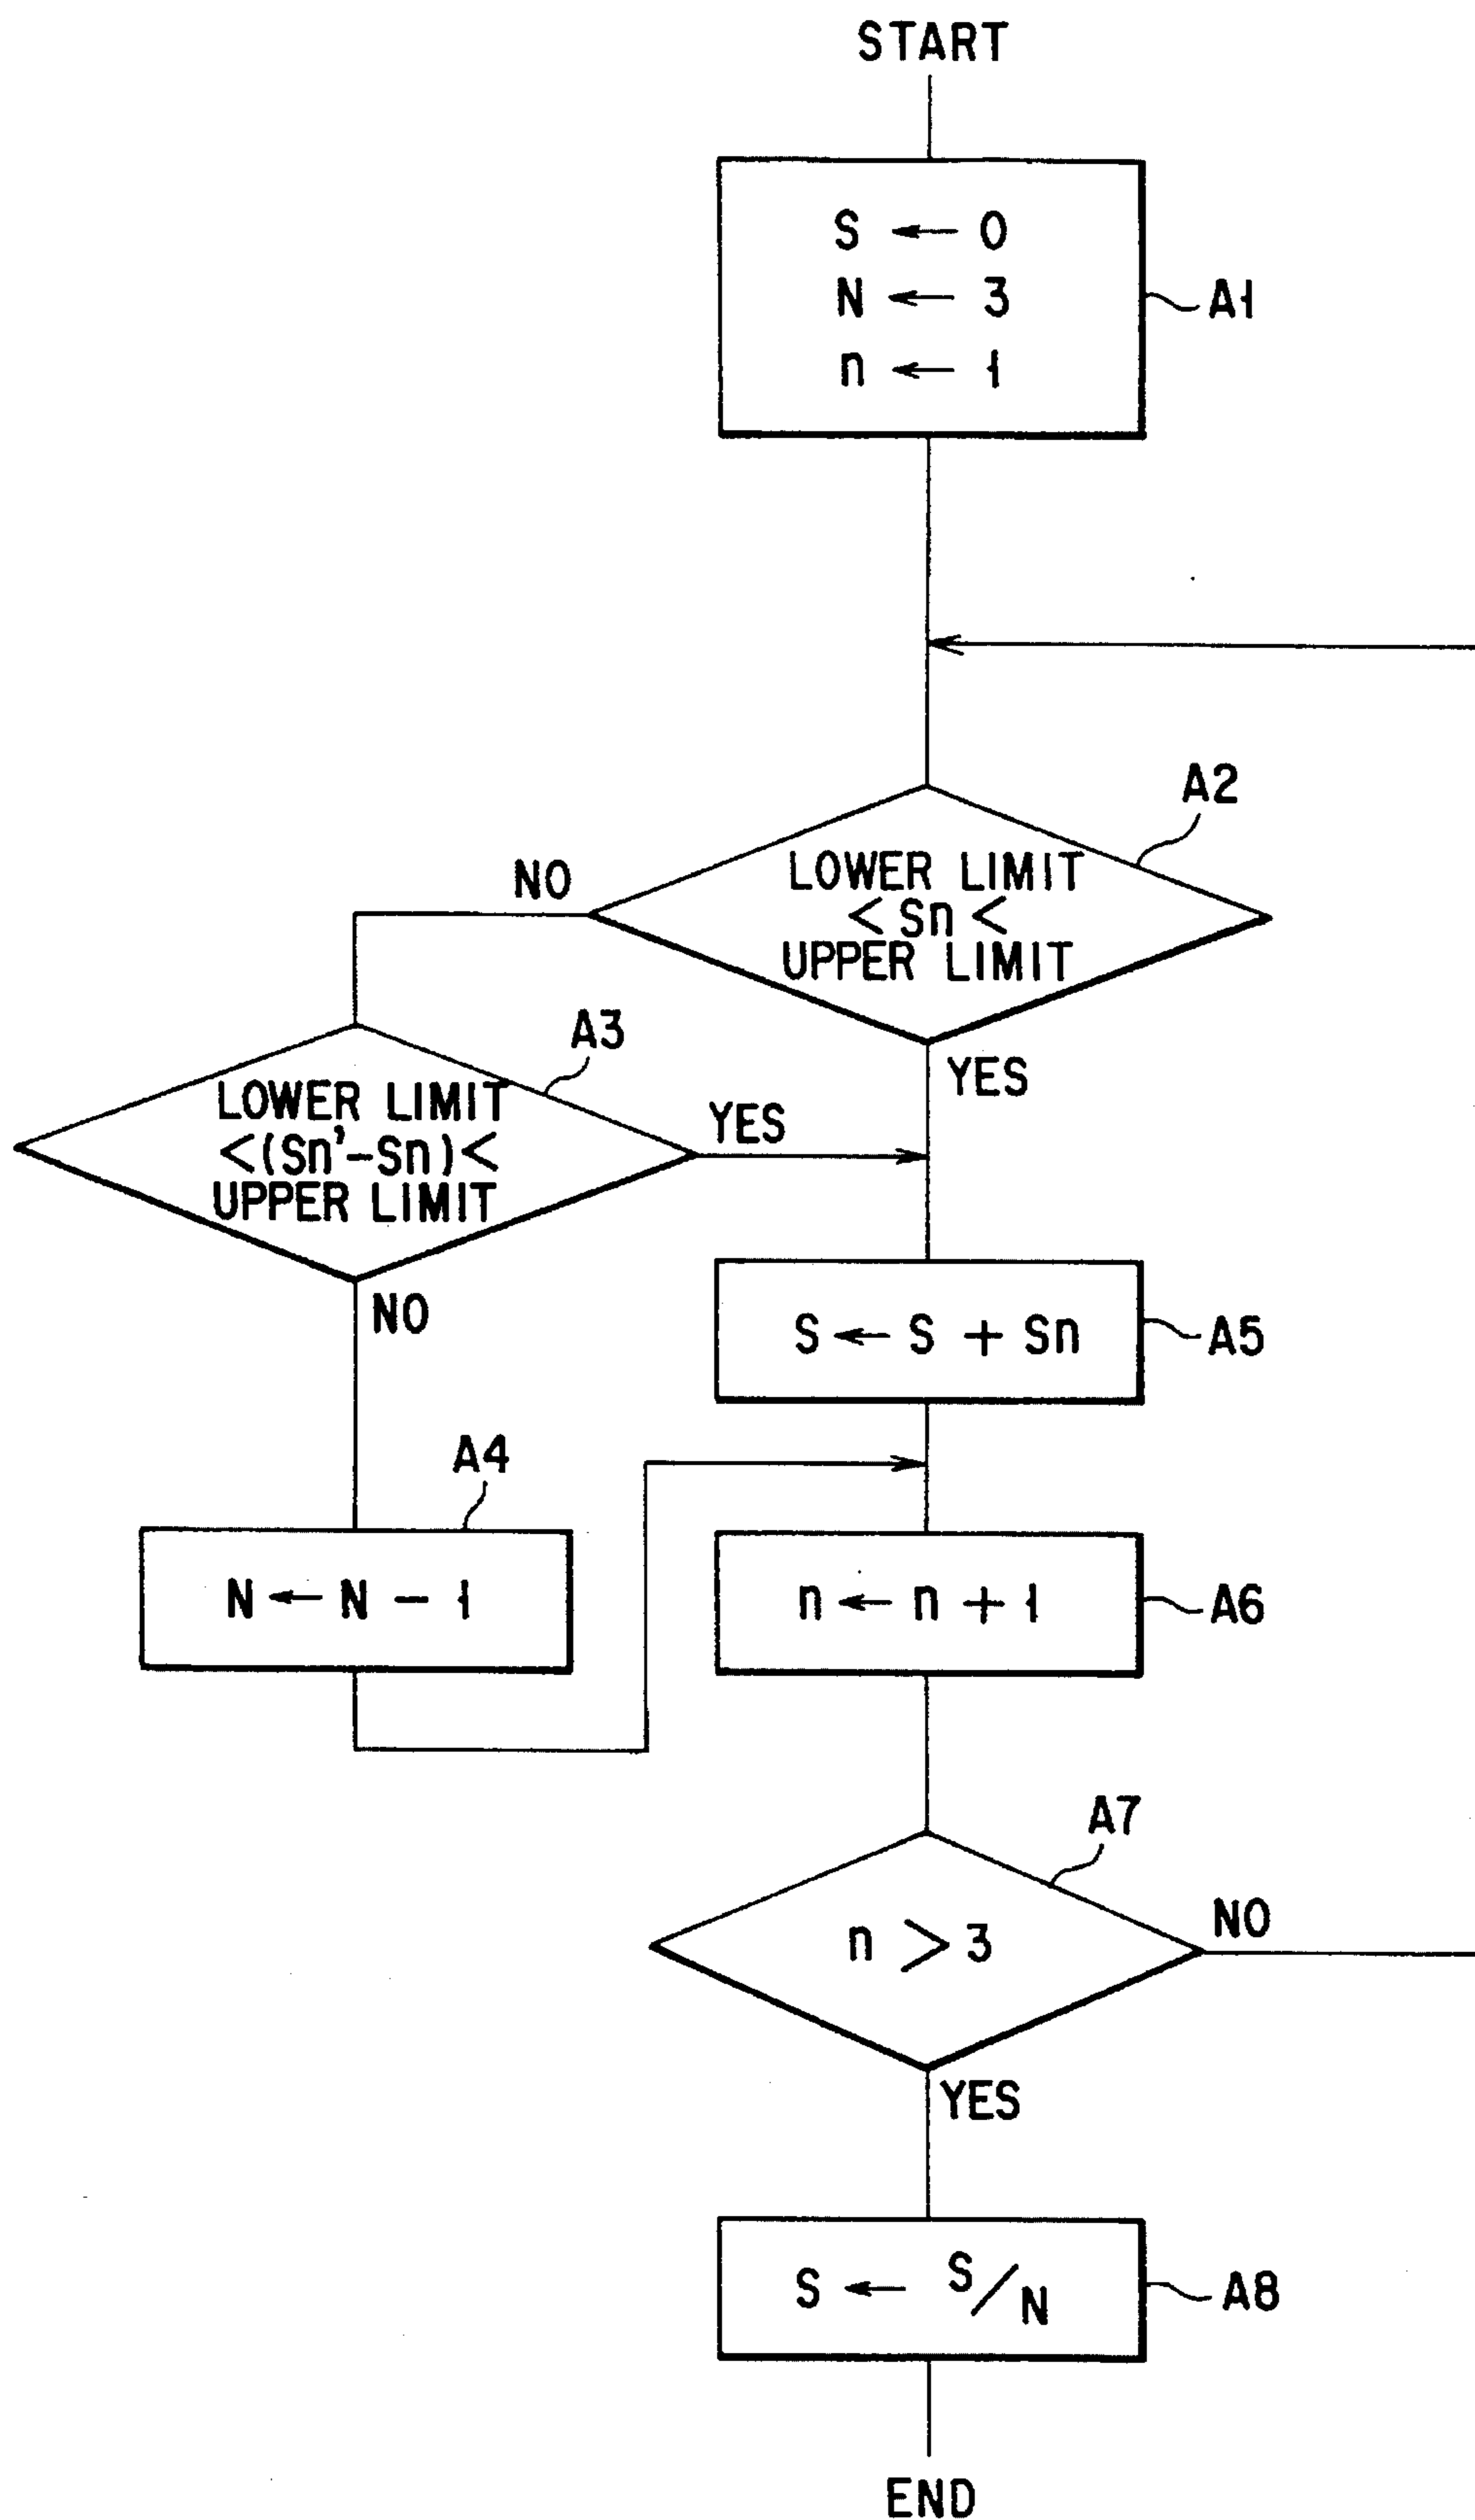 START
S ← 0
N ← 3
n ← 1
A1
A2
LOWER LIMIT
< Sn <
UPPER LIMIT
NO
YES
A3
LOWER LIMIT
<(Sn'-Sn)<
UPPER LIMIT
YES
NO
S ← S + Sn
A5
A4
N ← N - 1
n ← n + 1
A6
A7
n > 3
NO
YES
S ← S/N
A8
END